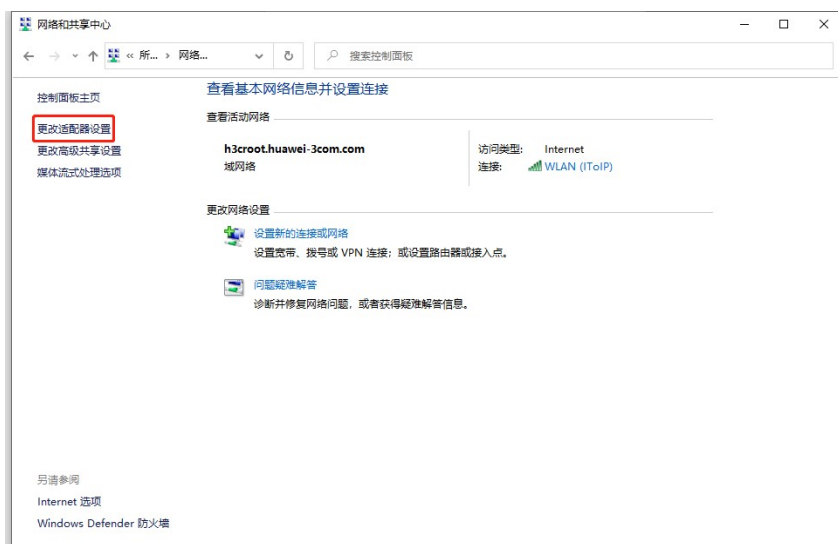 网络和共享中心
« 所... › 网络...
搜索控制面板
控制面板主页
更改适配器设置
更改高级共享设置
媒体流式处理选项
查看基本网络信息并设置连接
查看活动网络
h3croot.huawei-3com.com
域网络
访问类型: Internet
连接: WLAN (IToIP)
更改网络设置
设置新的连接或网络
设置宽带、拨号或 VPN 连接；或设置路由器或接入点。
问题疑难解答
诊断并修复网络问题，或者获得疑难解答信息。
另请参阅
Internet 选项
Windows Defender 防火墙